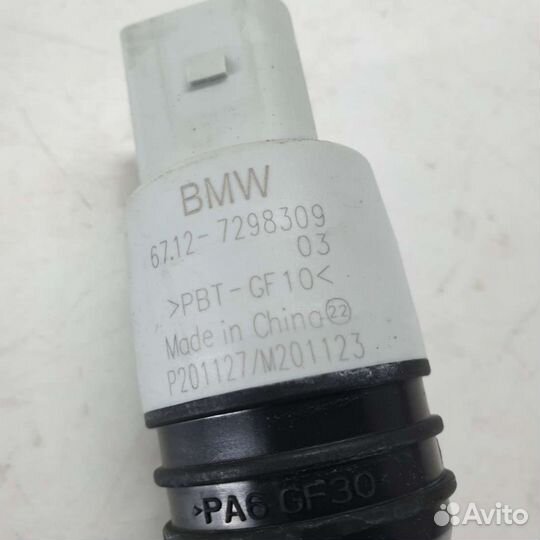 BMW
67.12-7298309
03
>PBT-GF10<
Made in China 22
P201127/M201123
>PA6 GF30
Avito